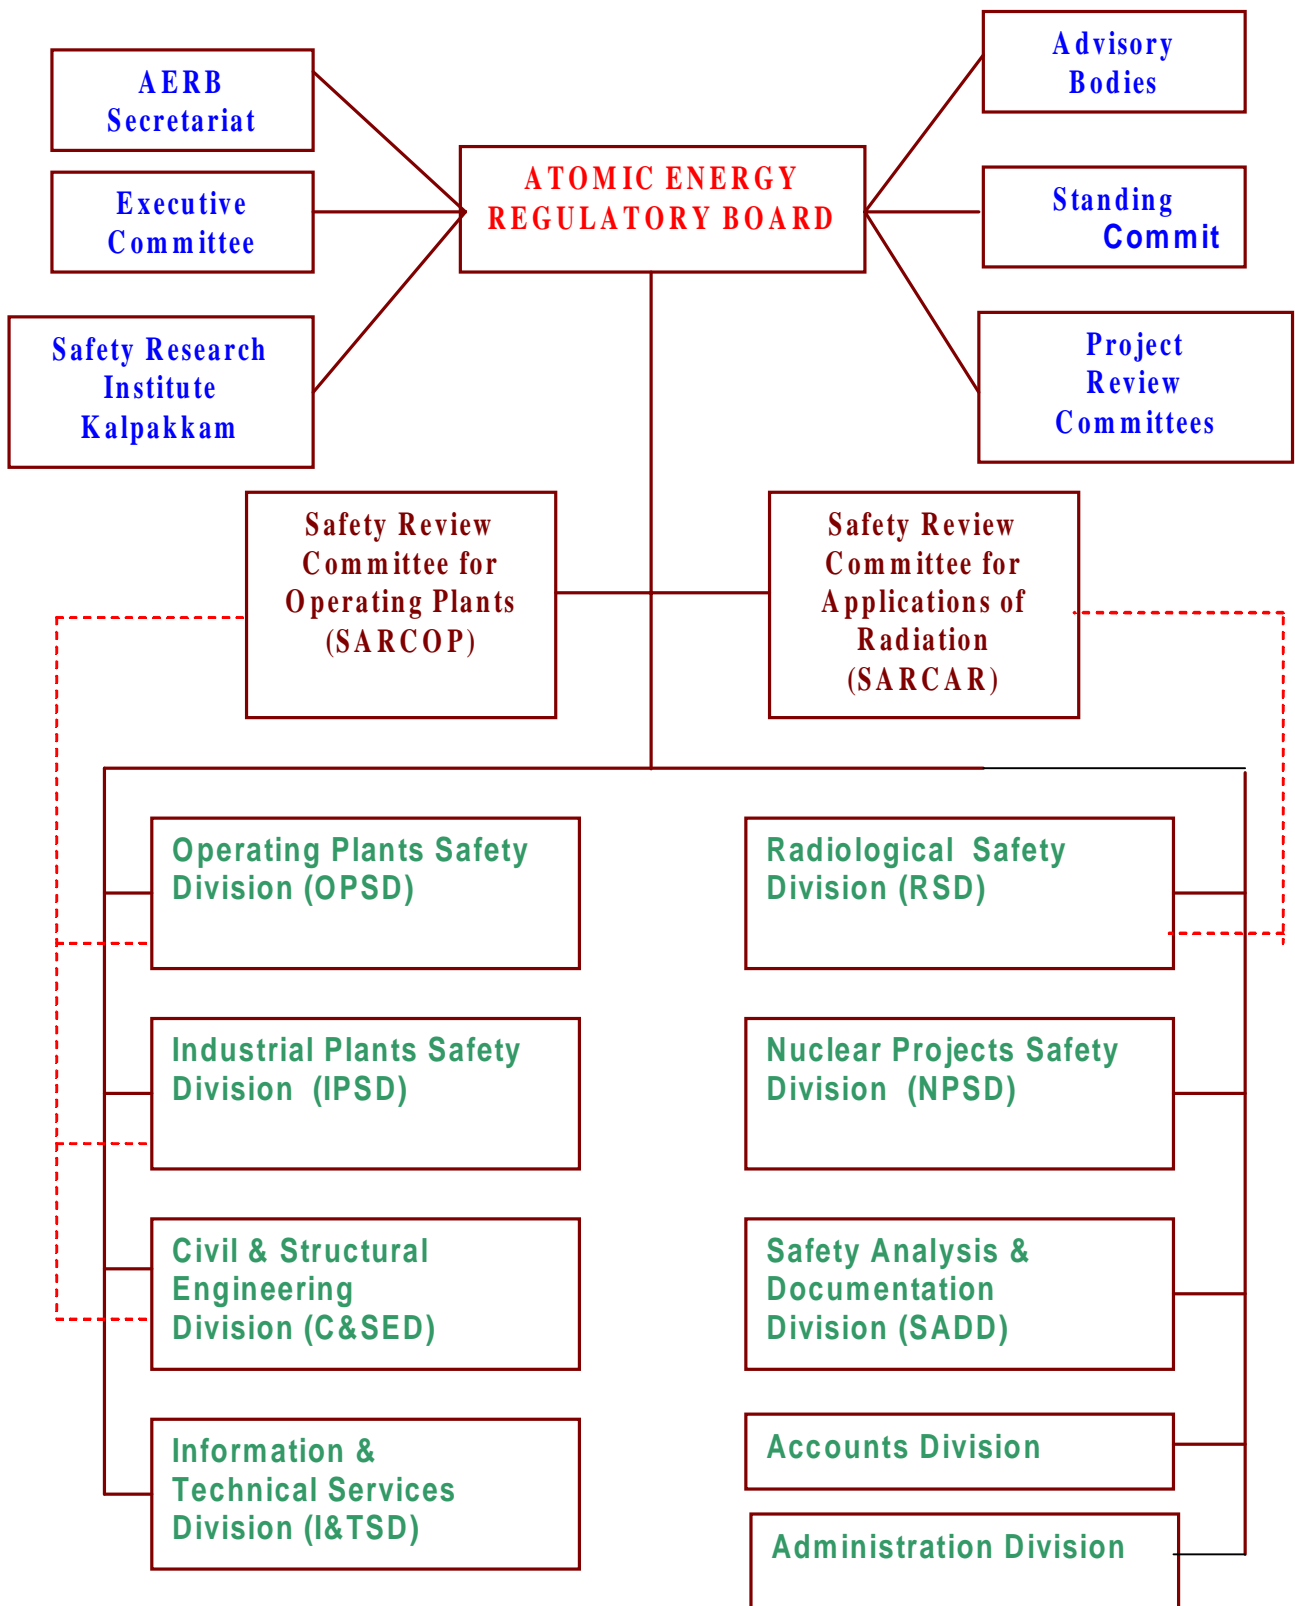 AERB
Secretariat
Advisory
Bodies
ATOMIC ENERGY
REGULATORY BOARD
Executive
Committee
Standing
Commit
Safety Research
Institute
Kalpakkam
Project
Review
Committees
Safety Review
Committee for
Operating Plants
(SARCOP)
Safety Review
Committee for
Applications of
Radiation
(SARCAR)
Operating Plants Safety
Division (OPSD)
Radiological Safety
Division (RSD)
Industrial Plants Safety
Division (IPSD)
Nuclear Projects Safety
Division (NPSD)
Civil & Structural
Engineering
Division (C&SED)
Safety Analysis &
Documentation
Division (SADD)
Information &
Technical Services
Division (I&TSD)
Accounts Division
Administration Division